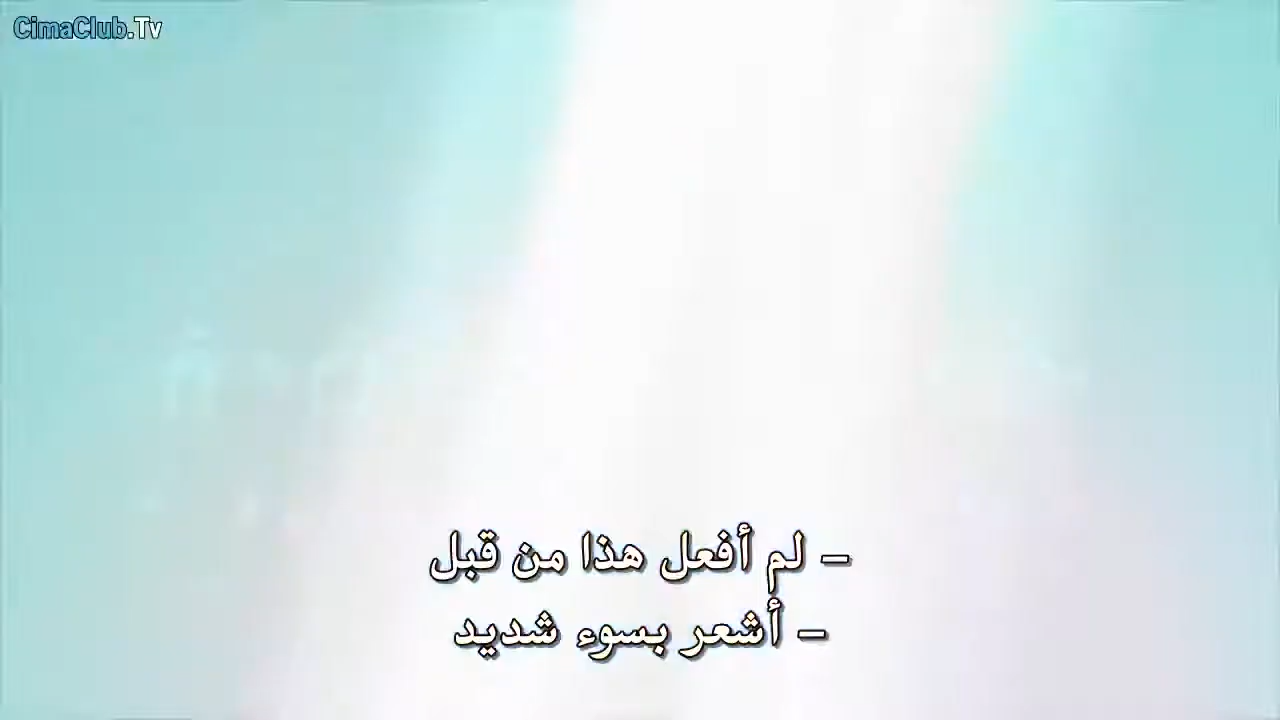 CimaClub.Tv
- لم أفعل هذا من قبل
- أشعر بسوء شديد